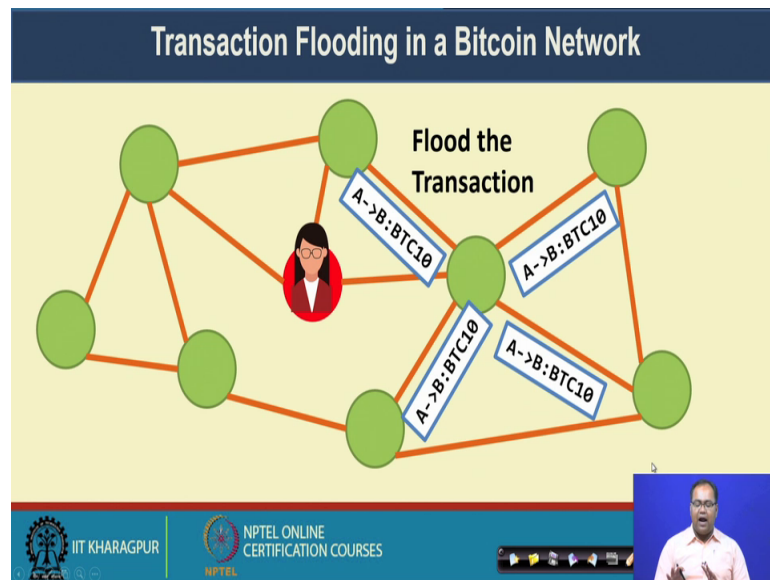 Transaction Flooding in a Bitcoin Network
Flood the
Transaction
A->B:BTC10
A->B:BTC10
A->B:BTC10
A->B:BTC10
IIT KHARAGPUR
NPTEL
NPTEL ONLINE
CERTIFICATION COURSES